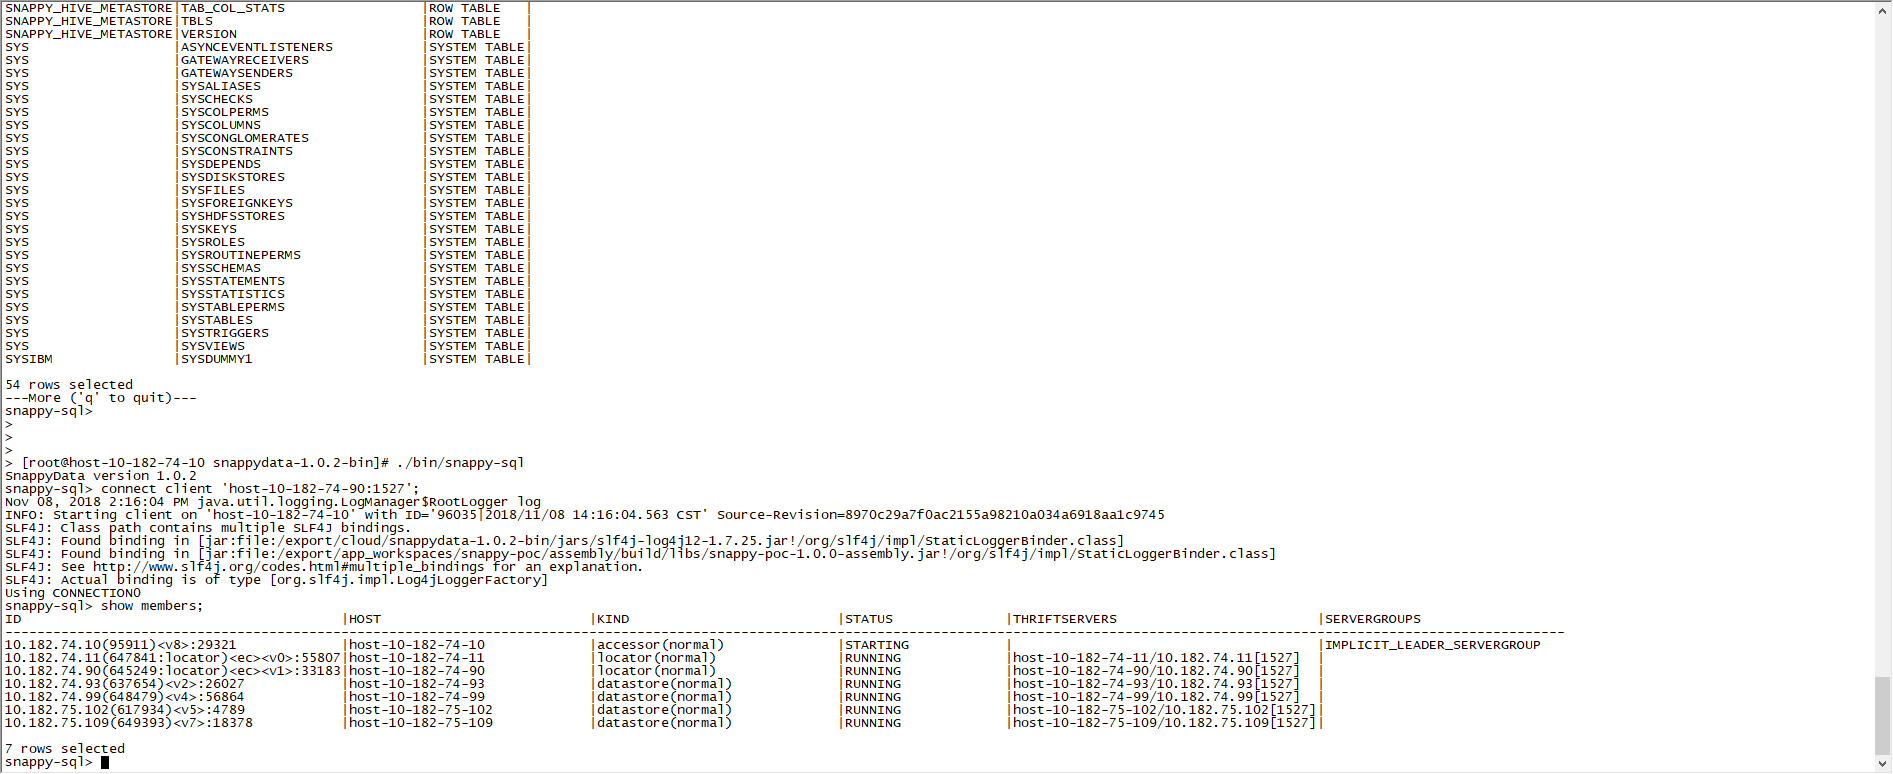 SNAPPY_HIVE_METASTORE|TAB_COL_STATS |ROW TABLE |
SNAPPY_HIVE_METASTORE|TBLS |ROW TABLE |
SNAPPY_HIVE_METASTORE|VERSION |ROW TABLE |
SYS |ASYNCEVENTLISTENERS |SYSTEM TABLE|
SYS |GATEWAYRECEIVERS |SYSTEM TABLE|
SYS |GATEWAYSENDERS |SYSTEM TABLE|
SYS |SYSALIASES |SYSTEM TABLE|
SYS |SYSCHECKS |SYSTEM TABLE|
SYS |SYSCOLPERMS |SYSTEM TABLE|
SYS |SYSCOLUMNS |SYSTEM TABLE|
SYS |SYSCONGLOMERATES |SYSTEM TABLE|
SYS |SYSCONSTRAINTS |SYSTEM TABLE|
SYS |SYSDEPENDS |SYSTEM TABLE|
SYS |SYSDISKSTORES |SYSTEM TABLE|
SYS |SYSFILES |SYSTEM TABLE|
SYS |SYSFOREIGNKEYS |SYSTEM TABLE|
SYS |SYSHDFSSTORES |SYSTEM TABLE|
SYS |SYSKEYS |SYSTEM TABLE|
SYS |SYSROLES |SYSTEM TABLE|
SYS |SYSROUTINEPERMS |SYSTEM TABLE|
SYS |SYSSCHEMAS |SYSTEM TABLE|
SYS |SYSSTATEMENTS |SYSTEM TABLE|
SYS |SYSSTATISTICS |SYSTEM TABLE|
SYS |SYSTABLEPERMS |SYSTEM TABLE|
SYS |SYSTABLES |SYSTEM TABLE|
SYS |SYSTRIGGERS |SYSTEM TABLE|
SYS |SYSVIEWS |SYSTEM TABLE|
SYSIBM |SYSDUMMY1 |SYSTEM TABLE|
54 rows selected
---More ('q' to quit)---
snappy-sql>
>
>
>
> [root@host-10-182-74-10 snappydata-1.0.2-bin]# ./bin/snappy-sql
SnappyData version 1.0.2
snappy-sql> connect client 'host-10-182-74-90:1527';
Nov 08, 2018 2:16:04 PM java.util.logging.LogManager$RootLogger log
INFO: Starting client on 'host-10-182-74-10' with ID='96035|2018/11/08 14:16:04.563 CST' Source-Revision=8970c29a7f0ac2155a98210a034a6918aa1c9745
SLF4J: Class path contains multiple SLF4J bindings.
SLF4J: Found binding in [jar:file:/export/cloud/snappydata-1.0.2-bin/jars/slf4j-log4j12-1.7.25.jar!/org/slf4j/impl/StaticLoggerBinder.class]
SLF4J: Found binding in [jar:file:/export/app_workspaces/snappy-poc/assembly/build/libs/snappy-poc-1.0.0-assembly.jar!/org/slf4j/impl/StaticLoggerBinder.class]
SLF4J: See http://www.slf4j.org/codes.html#multiple_bindings for an explanation.
SLF4J: Actual binding is of type [org.slf4j.impl.Log4jLoggerFactory]
Using CONNECTION0
snappy-sql> show members;
ID |HOST |KIND |STATUS |THRIFTSERVERS |SERVERGROUPS
------------------------------------------------------------------------------------------------------------------------------------------------------------------------------------------------
10.182.74.10(95911)<v8>:29321 |host-10-182-74-10 |accessor(normal) |STARTING | |IMPLICIT_LEADER_SERVERGROUP
10.182.74.11(647841:locator)<ec><v0>:55807|host-10-182-74-11 |locator(normal) |RUNNING |host-10-182-74-11/10.182.74.11[1527] |
10.182.74.90(645249:locator)<ec><v1>:33183|host-10-182-74-90 |locator(normal) |RUNNING |host-10-182-74-90/10.182.74.90[1527] |
10.182.74.93(637654)<v2>:26027 |host-10-182-74-93 |datastore(normal) |RUNNING |host-10-182-74-93/10.182.74.93[1527] |
10.182.74.99(648479)<v4>:56864 |host-10-182-74-99 |datastore(normal) |RUNNING |host-10-182-74-99/10.182.74.99[1527] |
10.182.75.102(617934)<v5>:4789 |host-10-182-75-102 |datastore(normal) |RUNNING |host-10-182-75-102/10.182.75.102[1527]|
10.182.75.109(649393)<v7>:18378 |host-10-182-75-109 |datastore(normal) |RUNNING |host-10-182-75-109/10.182.75.109[1527]|
7 rows selected
snappy-sql>